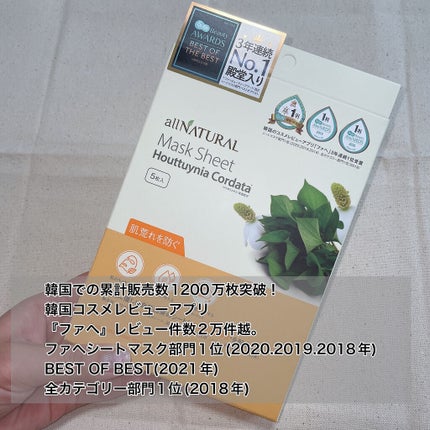 Beauty
AWARDS
BEST OF
THE BEST
3年連続
No.1
殿堂入り
allNATURAL
Mask Sheet
Houttuynia Cordata
5枚入
肌荒れを防ぐ
韓国での累計販売数1200万枚突破！
韓国コスメレビューアプリ
『ファヘ』レビュー件数2万件越。
ファヘシートマスク部門1位(2020.2019.2018年)
BEST OF BEST(2021年)
全カテゴリー部門1位(2018年)